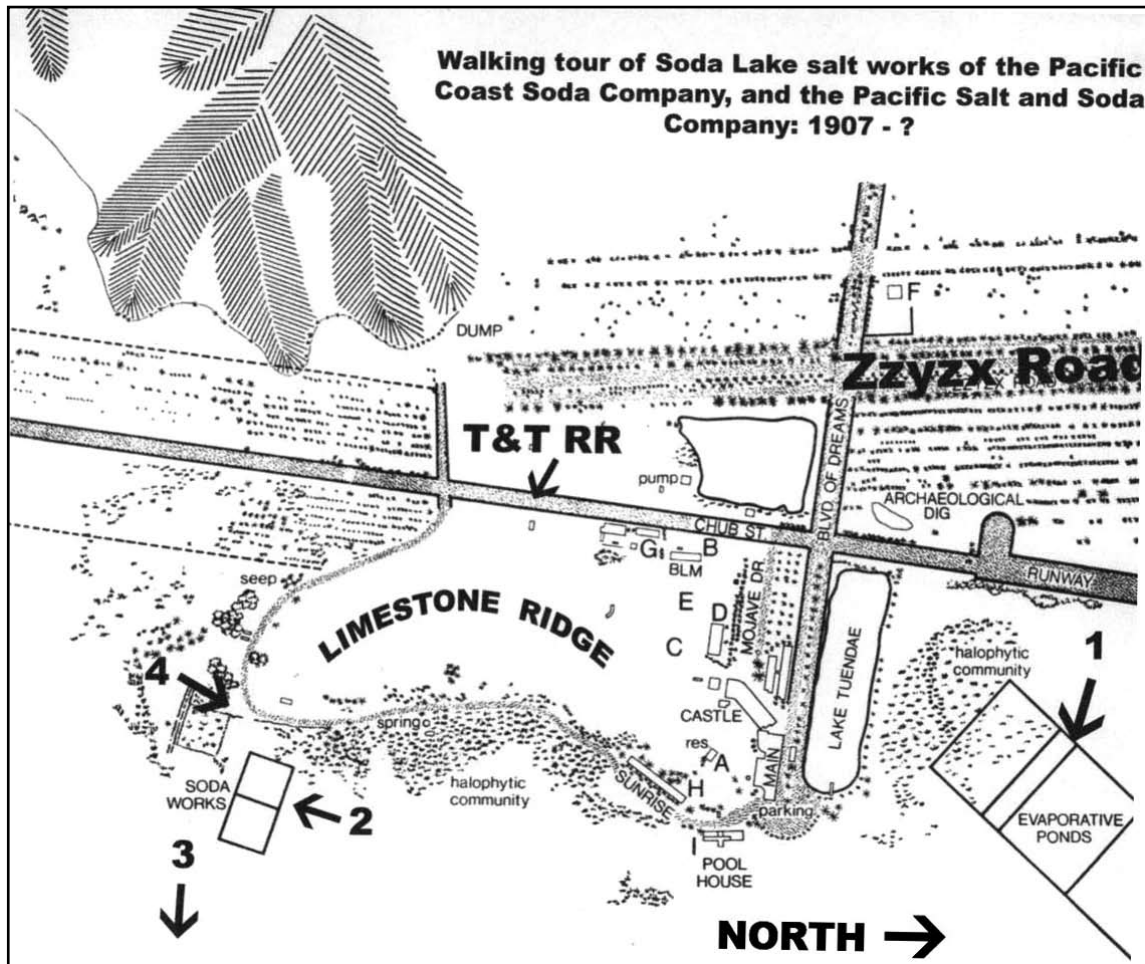 Walking tour of Soda Lake salt works of the Pacific
Coast Soda Company, and the Pacific Salt and Soda
Company: 1907 - ?
DUMP
F
Zzyzx Road
T&T RR
BLVD. OF DREAMS
pump
ARCHAEOLOGICAL
DIG
CHUB ST.
G
B
BLM
RUNWAY
seep
E
D
MOJAVE DR
LIMESTONE RIDGE
C
halophytic
community
1
4
CASTLE
LAKE TUENDAE
spring
res
A
MAIN
SODA
WORKS
halophytic
community
SUNRISE
H
2
parking
EVAPORATIVE
PONDS
3
I
POOL
HOUSE
NORTH